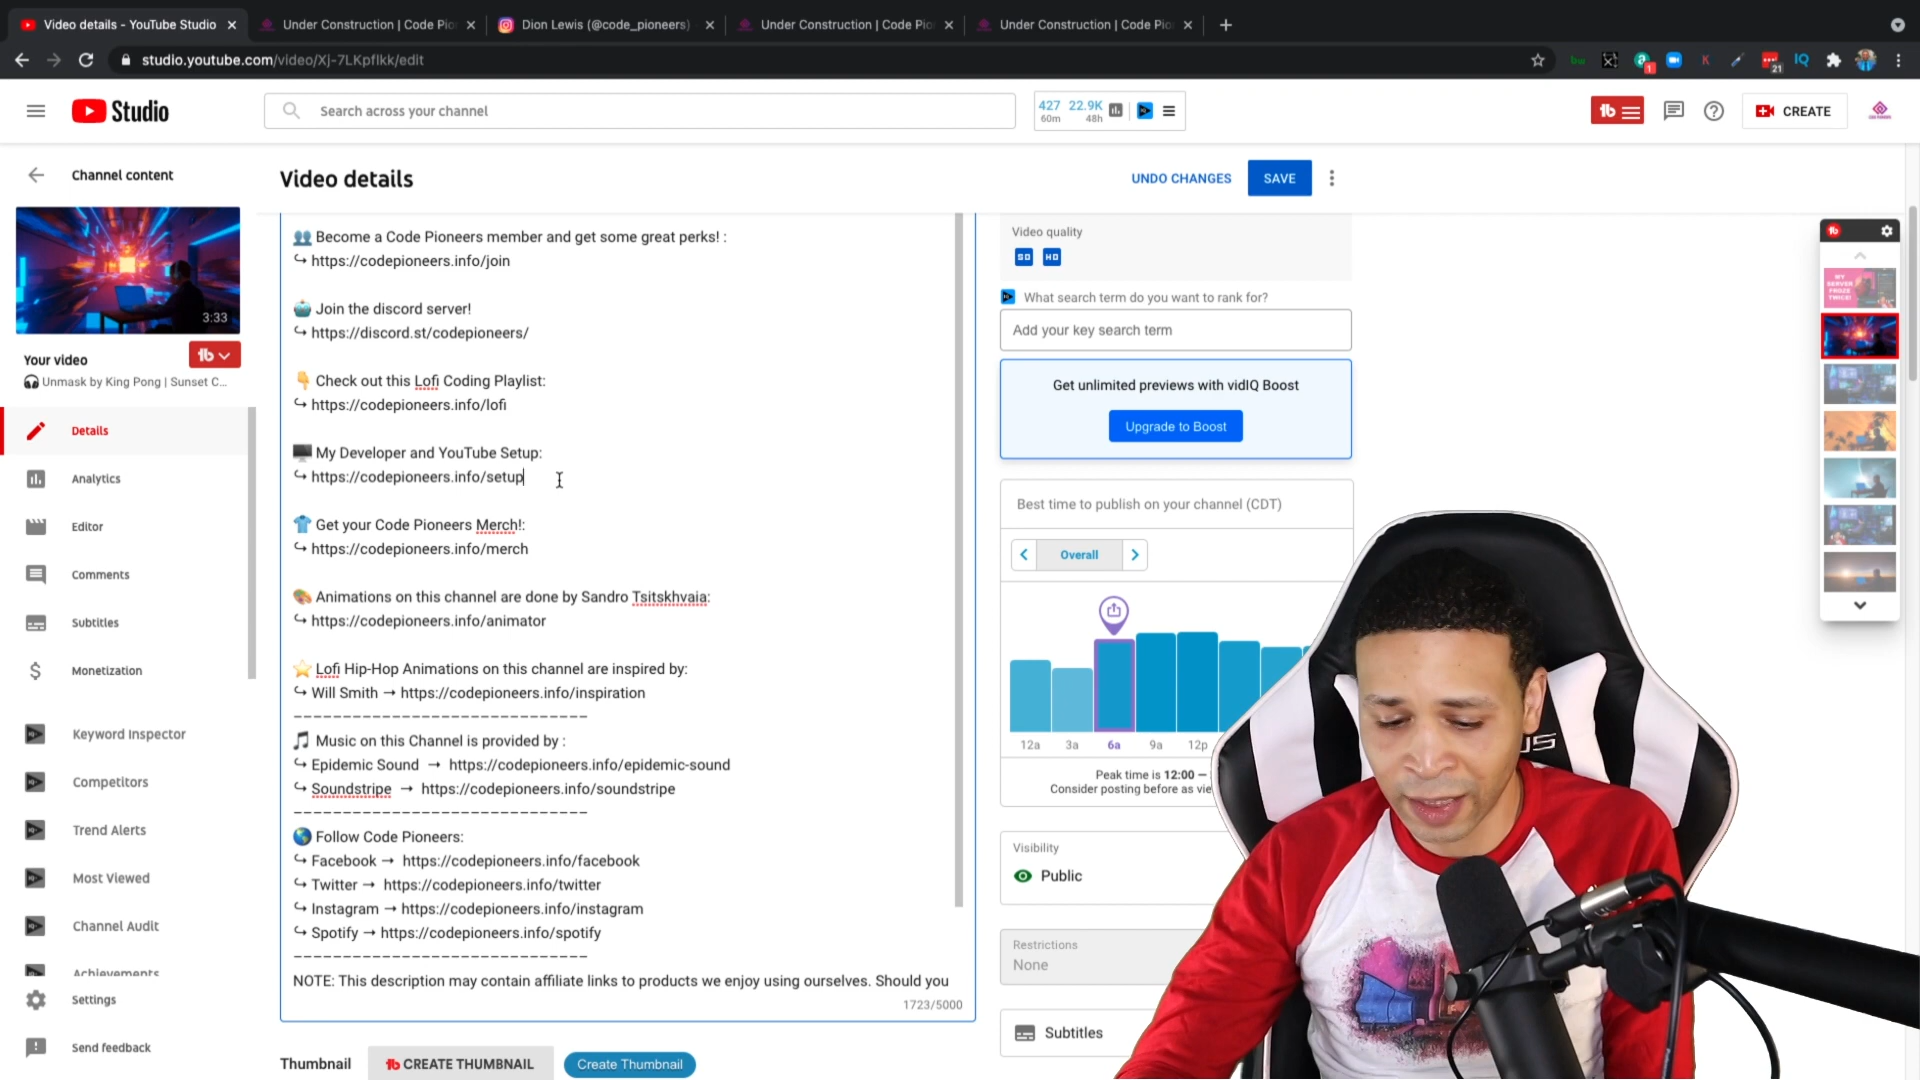 Video details - YouTube Studio
Under Construction | Code Pio
Dion Lewis (@code_pioneers)
Under Construction | Code Pio
Under Construction | Code Pio
studio.youtube.com/video/Xj-7LKpflkk/edit
21
IQ
1
K
Studio
Search across your channel
427 22.9K
60m 48h
CREATE
Channel content
Video details
UNDO CHANGES
SAVE
3:33
Your video
Unmask by King Pong | Sunset C...
Details
Analytics
Editor
Comments
Subtitles
Monetization
Keyword Inspector
Competitors
Trend Alerts
Most Viewed
Channel Audit
Achievements
Settings
Send feedback
👥 Become a Code Pioneers member and get some great perks! :
↪ https://codepioneers.info/join
🤖 Join the discord server!
↪ https://discord.st/codepioneers/
👇 Check out this Lofi Coding Playlist:
↪ https://codepioneers.info/lofi
🖥 My Developer and YouTube Setup:
↪ https://codepioneers.info/setup
👕 Get your Code Pioneers Merch!:
↪ https://codepioneers.info/merch
🎨 Animations on this channel are done by Sandro Tsitskhvaia:
↪ https://codepioneers.info/animator
⭐ Lofi Hip-Hop Animations on this channel are inspired by:
↪ Will Smith → https://codepioneers.info/inspiration
______________________________
🎵 Music on this Channel is provided by :
↪ Epidemic Sound → https://codepioneers.info/epidemic-sound
↪ Soundstripe → https://codepioneers.info/soundstripe
______________________________
🌎 Follow Code Pioneers:
↪ Facebook → https://codepioneers.info/facebook
↪ Twitter → https://codepioneers.info/twitter
↪ Instagram → https://codepioneers.info/instagram
↪ Spotify → https://codepioneers.info/spotify
______________________________
NOTE: This description may contain affiliate links to products we enjoy using ourselves. Should you
1723/5000
Thumbnail
CREATE THUMBNAIL
Create Thumbnail
Video quality
SD HD
What search term do you want to rank for?
Add your key search term
Get unlimited previews with vidIQ Boost
Upgrade to Boost
Best time to publish on your channel (CDT)
Overall
12a 3a 6a 9a 12p
Peak time is 12:00 –
Consider posting before as vie
Visibility
Public
Restrictions
None
Subtitles
MY SERVER FROZE TWICE!